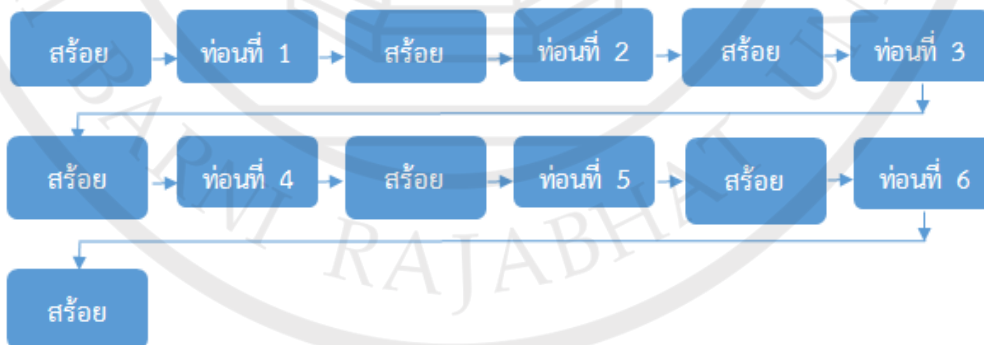 สร้อย ท่อนที่ 1 สร้อย ท่อนที่ 2 สร้อย ท่อนที่ 3
สร้อย ท่อนที่ 4 สร้อย ท่อนที่ 5 สร้อย ท่อนที่ 6
สร้อย
BARNI RAJABHAT UN